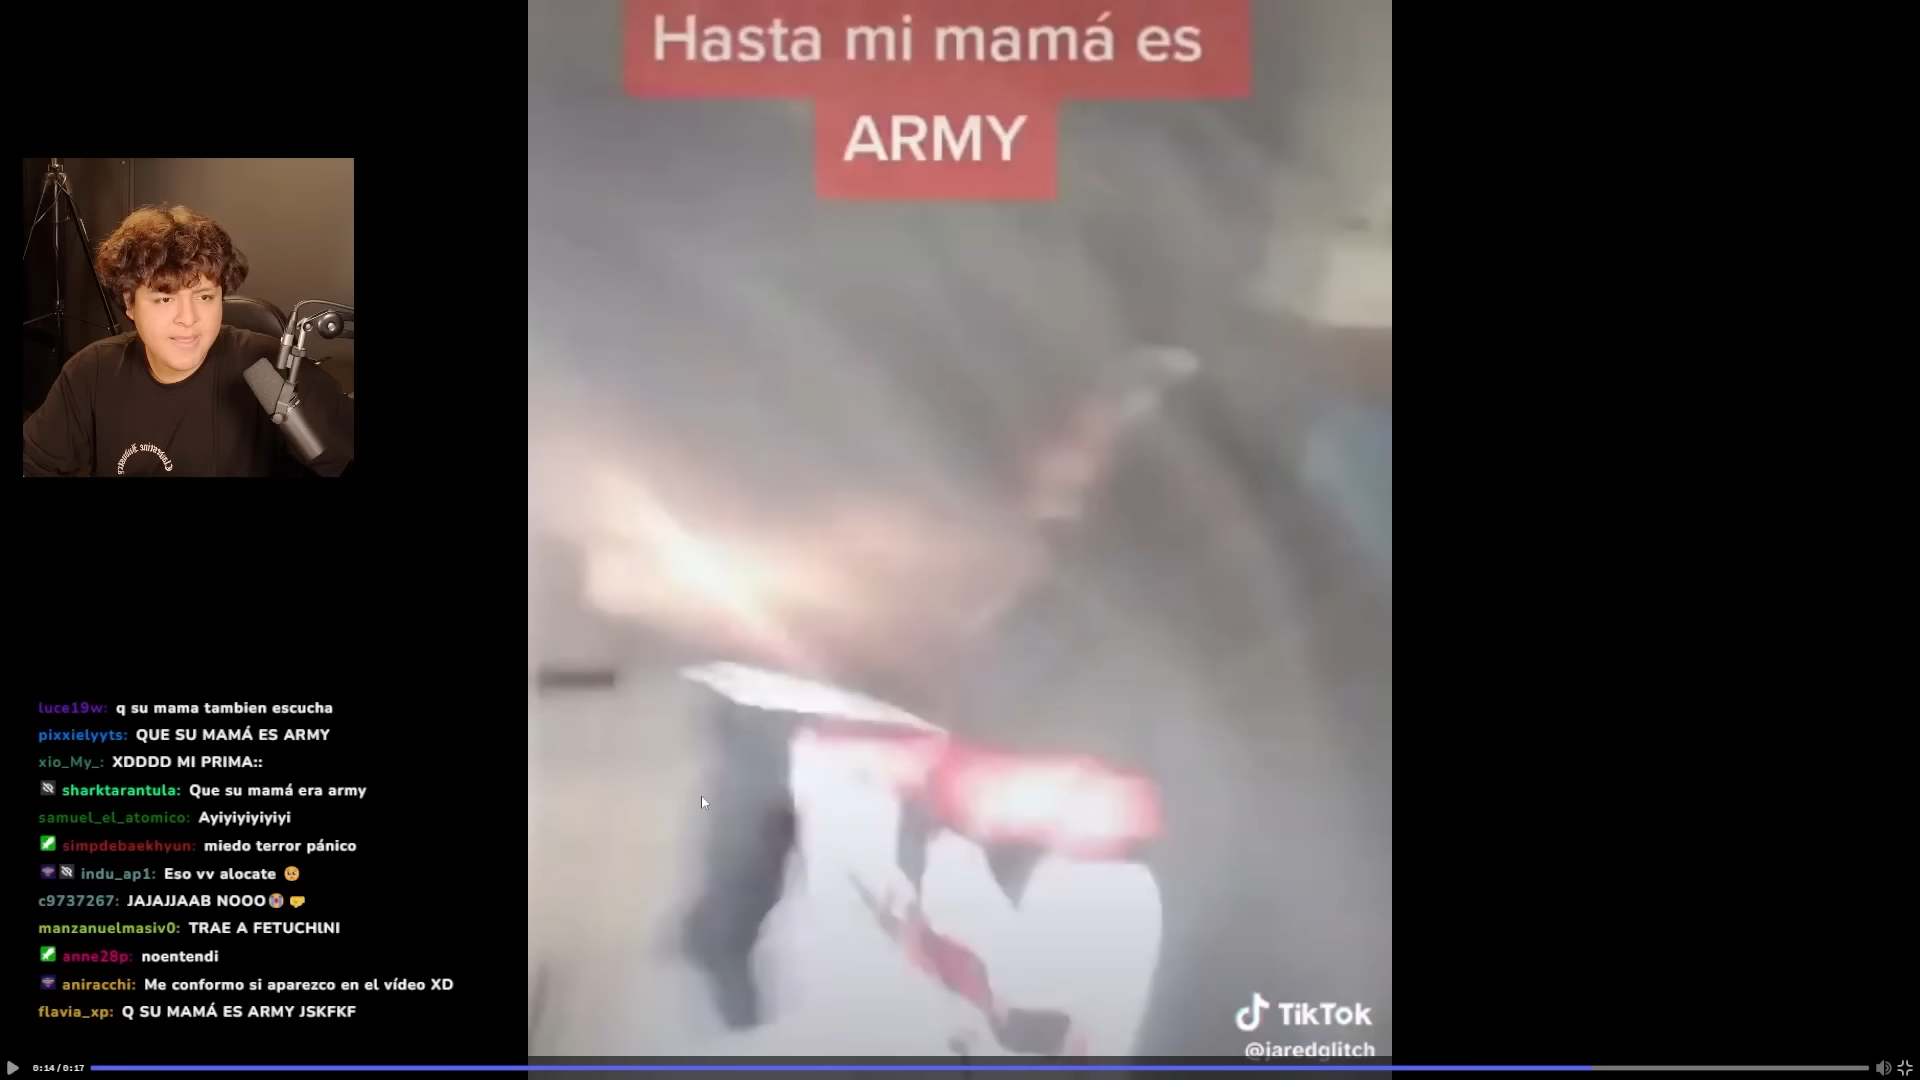 Hasta mi mamá es
ARMY
luce19w: q su mama tambien escucha
pixxielyyts: QUE SU MAMÁ ES ARMY
xio_My_: XDDDD MI PRIMA::
sharktarantula: Que su mamá era army
samuel_el_atomico: Ayiyiyiyiyiyi
simpdebaekhyun: miedo terror pánico
indu_ap1: Eso vv alocate 🥺
c9737267: JAJAJJAAB NOOO
manzanuelmasiv0: TRAE A FETUCHlNI
anne28p: noentendi
aniracchi: Me conformo si aparezco en el vídeo XD
flavia_xp: Q SU MAMÁ ES ARMY JSKFKF
TikTok
@jaredglitch
0:14/0:17